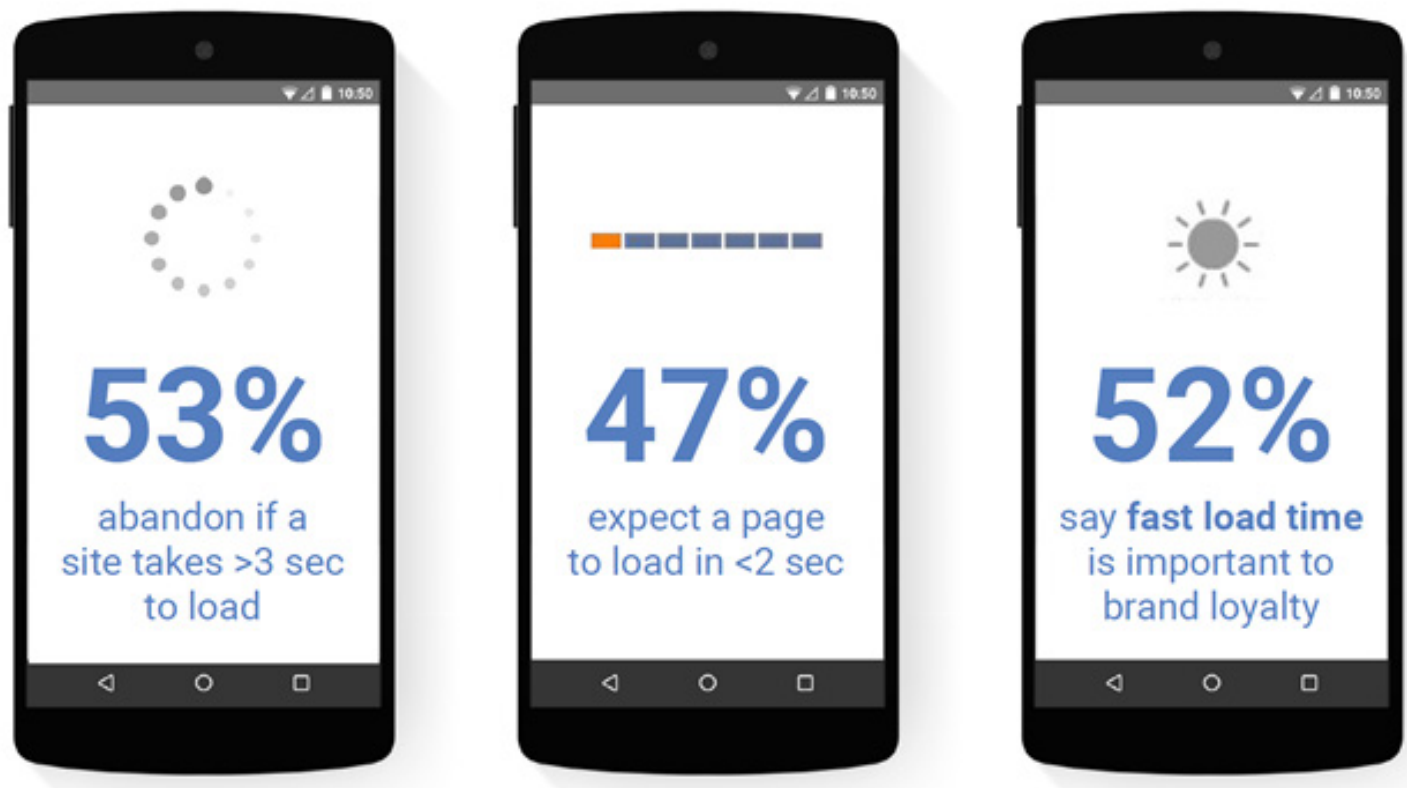 10:50
53%
abandon if a
site takes >3 sec
to load
10:50
47%
expect a page
to load in <2 sec
10:50
52%
say fast load time
is important to
brand loyalty